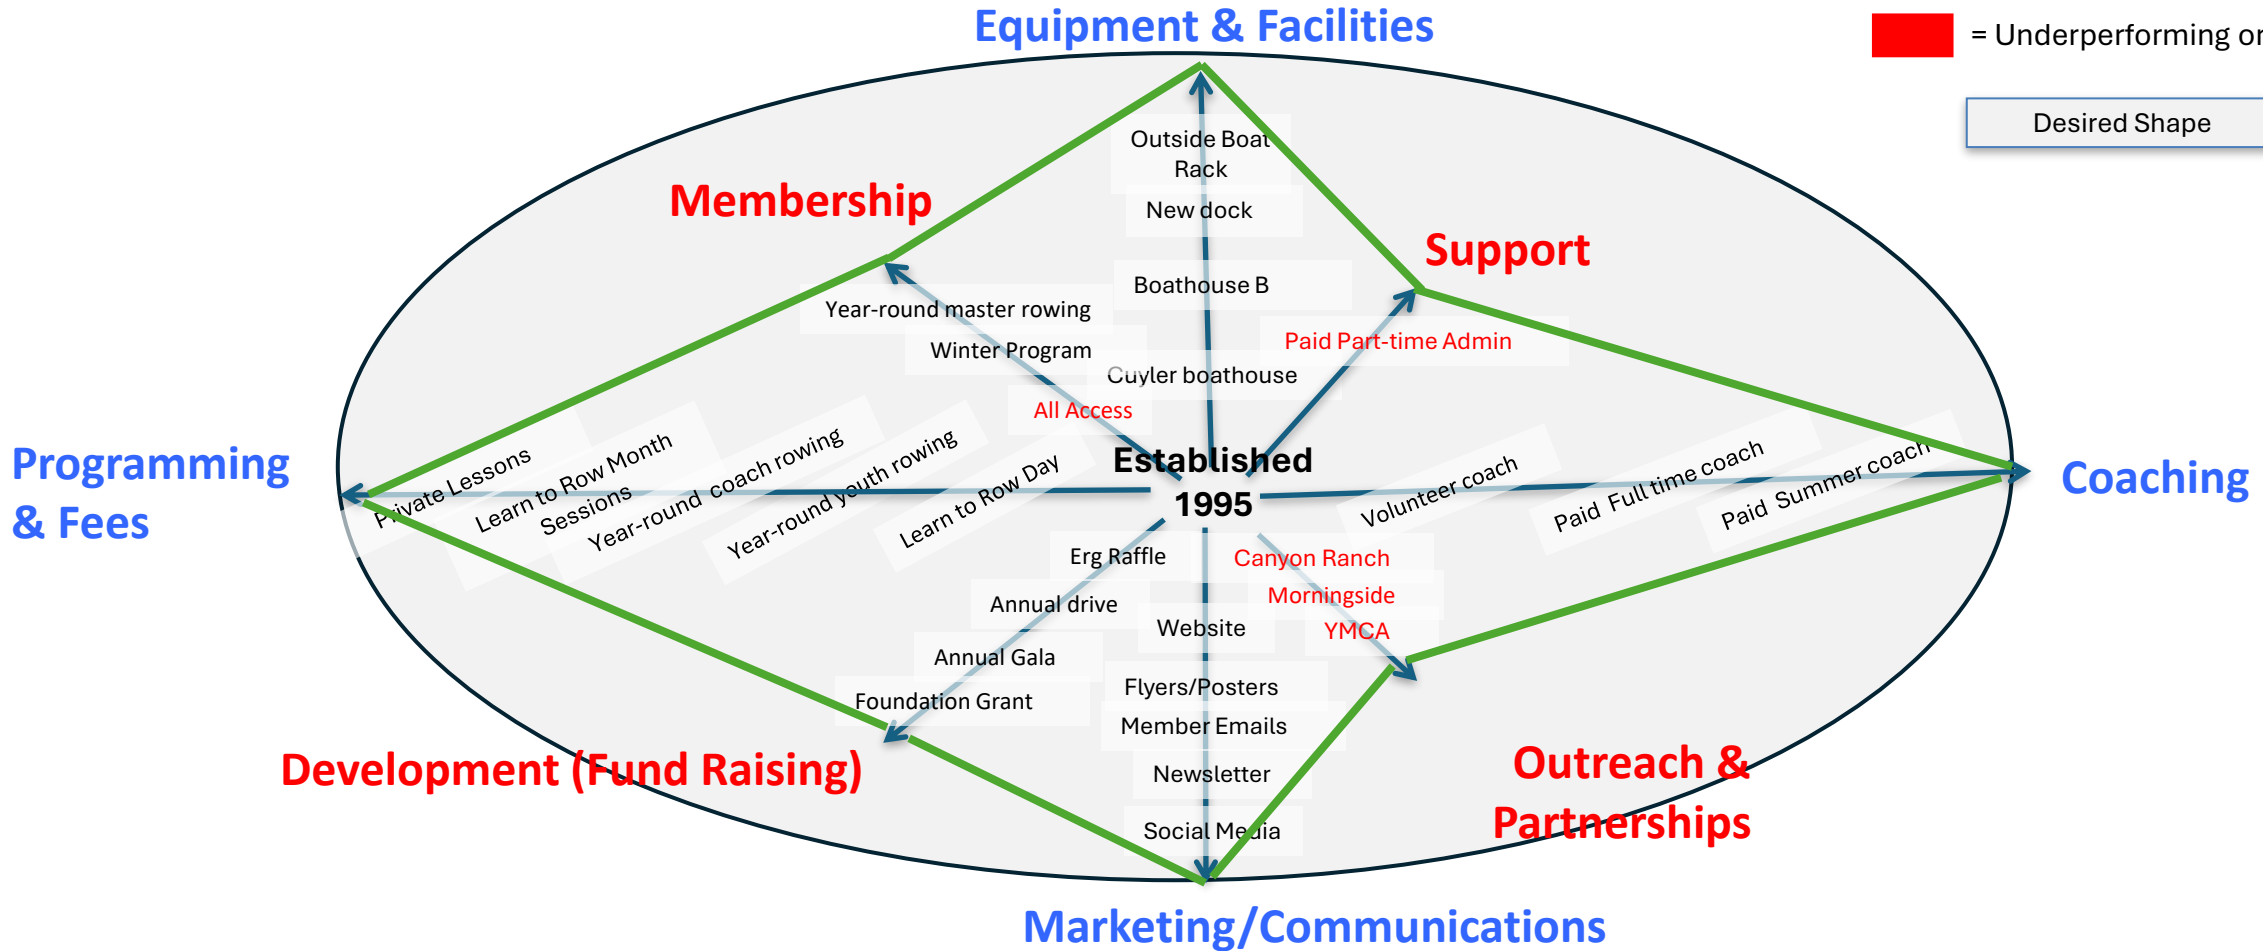 Equipment & Facilities
= Underperforming or
Desired Shape
Outside Boat
Rack
New dock
Membership
Support
Boathouse B
Year-round master rowing
Winter Program
Paid Part-time Admin
Cuyler boathouse
All Access
Established
1995
Programming
& Fees
Private Lessons
Learn to Row Month
Sessions
Year-round coach rowing
Year-round youth rowing
Learn to Row Day
Volunteer coach
Paid Full time coach
Paid Summer coach
Coaching
Erg Raffle
Annual drive
Annual Gala
Foundation Grant
Canyon Ranch
Morningside
YMCA
Website
Flyers/Posters
Member Emails
Newsletter
Social Media
Development (Fund Raising)
Outreach &
Partnerships
Marketing/Communications